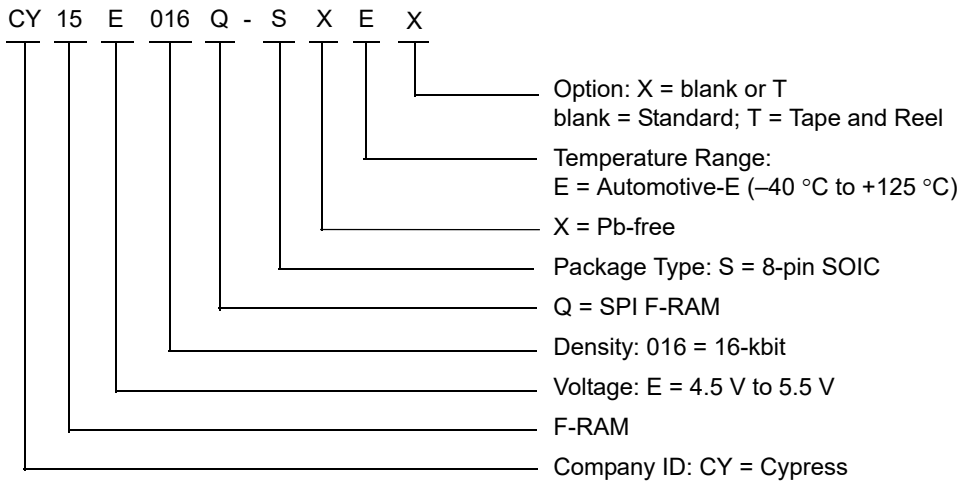 CY 15 E 016 Q - S X E X
Option: X = blank or T
blank = Standard; T = Tape and Reel
Temperature Range:
E = Automotive-E (–40 °C to +125 °C)
X = Pb-free
Package Type: S = 8-pin SOIC
Q = SPI F-RAM
Density: 016 = 16-kbit
Voltage: E = 4.5 V to 5.5 V
F-RAM
Company ID: CY = Cypress